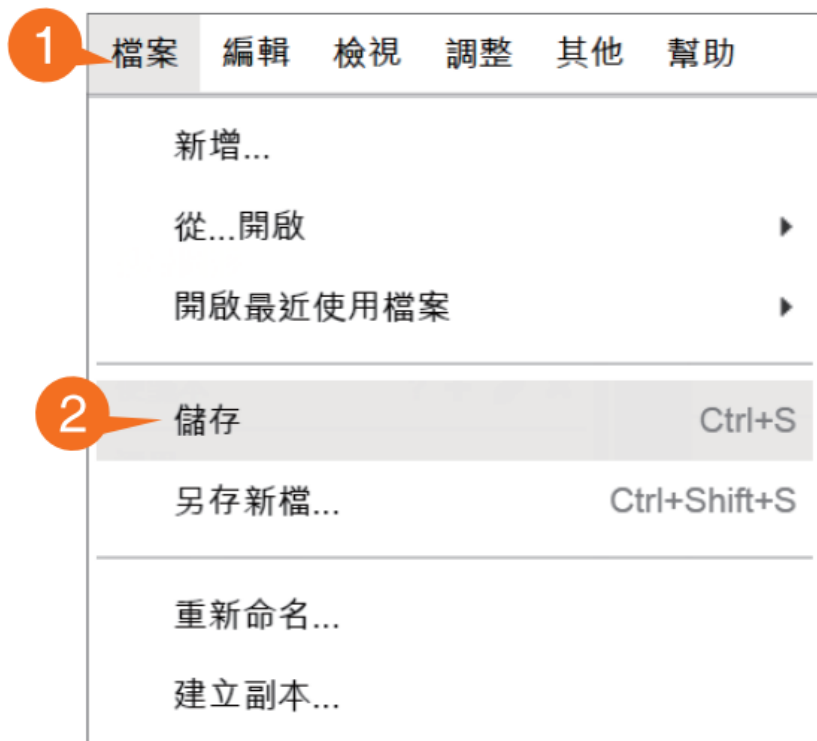 1 檔案 編輯 檢視 調整 其他 幫助
新增...
從...開啟
開啟最近使用檔案
2 儲存 Ctrl+S
另存新檔... Ctrl+Shift+S
重新命名...
建立副本...